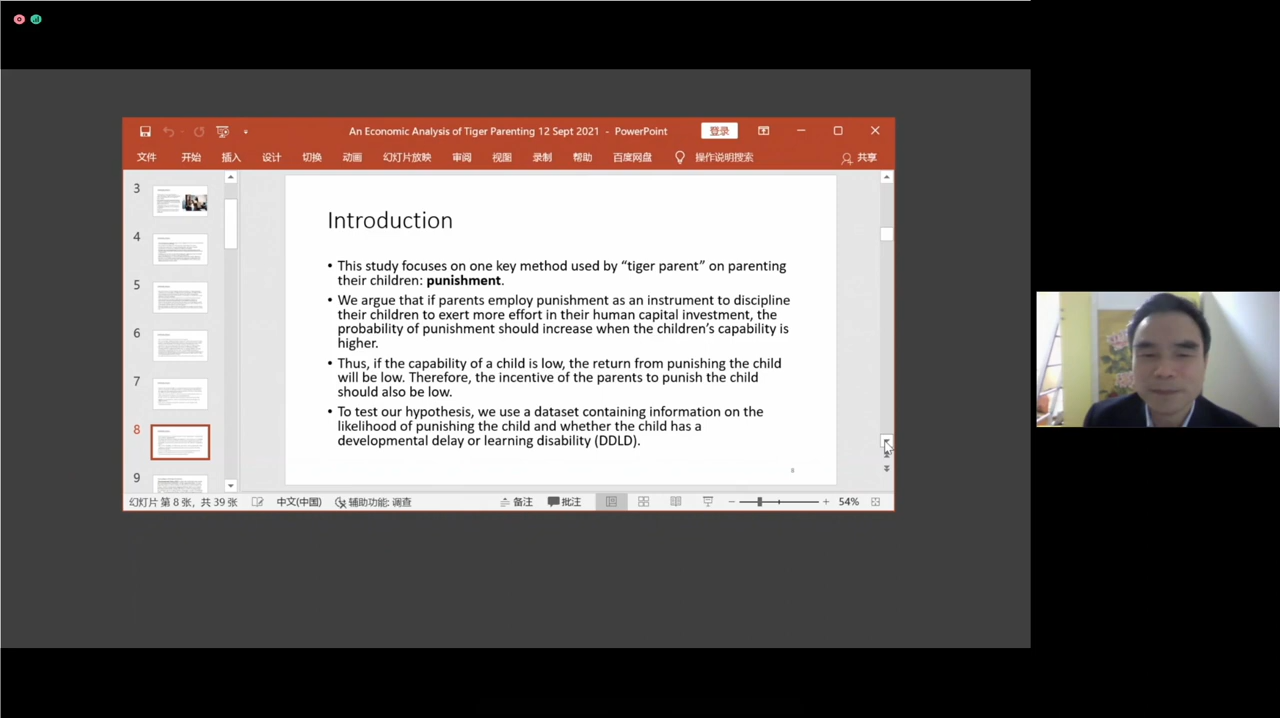 An Economic Analysis of Tiger Parenting 12 Sept 2021 - PowerPoint
登录
文件 开始 插入 设计 切换 动画 幻灯片放映 审阅 视图 录制 帮助 百度网盘 操作说明搜索 共享
3
4
5
6
7
8
9
Introduction
• This study focuses on one key method used by “tiger parent” on parenting
their children: punishment.
• We argue that if parents employ punishment as an instrument to discipline
their children to exert more effort in their human capital investment, the
probability of punishment should increase when the children’s capability is
higher.
• Thus, if the capability of a child is low, the return from punishing the child
will be low. Therefore, the incentive of the parents to punish the child
should also be low.
• To test our hypothesis, we use a dataset containing information on the
likelihood of punishing the child and whether the child has a
developmental delay or learning disability (DDLD).
8
幻灯片 第 8 张，共 39 张 中文(中国) 辅助功能: 调查 备注 批注 54%